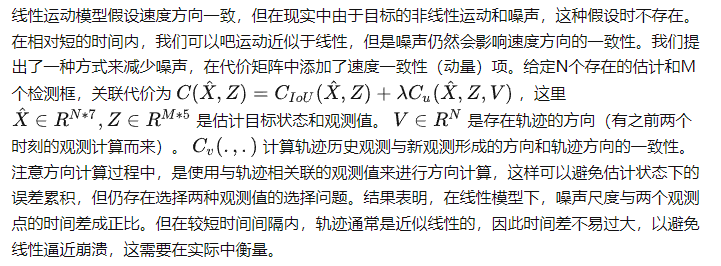 线性运动模型假设速度方向一致，但在现实中由于目标的非线性运动和噪声，这种假设时不存在。
在相对短的时间内，我们可以吧运动近似于线性，但是噪声仍然会影响速度方向的一致性。我们提
出了一种方式来减少噪声，在代价矩阵中添加了速度一致性（动量）项。给定N个存在的估计和M
个检测框，关联代价为 C(X̂, Z) = C_{IoU}(X̂, Z) + λC_u(X̂, Z, V) ，这里
X̂ ∈ R^{N*7}, Z ∈ R^{M*5} 是估计目标状态和观测值。 V ∈ R^N 是存在轨迹的方向（有之前两个
时刻的观测计算而来）。 C_v(.,.) 计算轨迹历史观测与新观测形成的方向和轨迹方向的一致性。
注意方向计算过程中，是使用与轨迹相关联的观测值来进行方向计算，这样可以避免估计状态下的
误差累积，但仍存在选择两种观测值的选择问题。结果表明，在线性模型下，噪声尺度与两个观测
点的时间差成正比。但在较短时间间隔内，轨迹通常是近似线性的，因此时间差不易过大，以避免
线性逼近崩溃，这需要在实际中衡量。